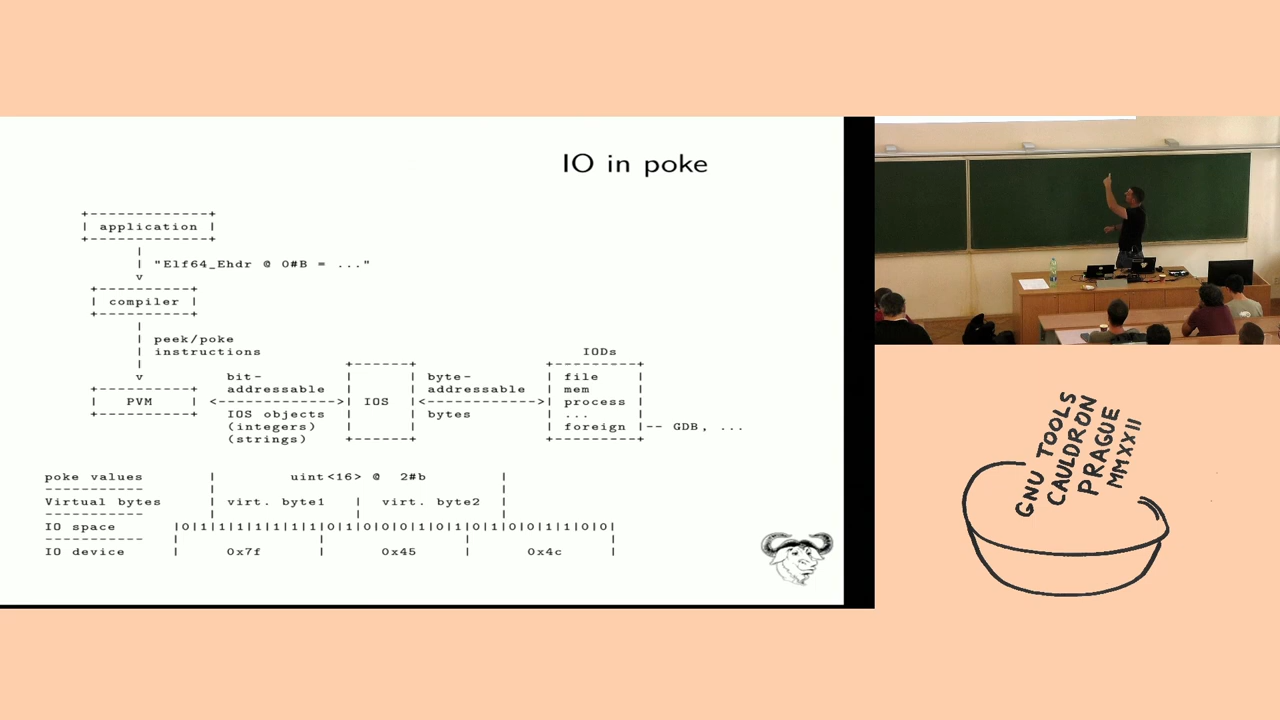 IO in poke
+-------------+
| application |
+-------------+
|
| "Elf64_Ehdr @ 0#B = ..."
v
+-----------+
| compiler |
+-----------+
|
| peek/poke
| instructions
|
v
+-----------+
| PVM |
+-----------+
bit-
addressable
<------------->
IOS objects
(integers)
(strings)
+-------+
| IOS |
+-------+
byte-
addressable
<------------->
bytes
IODs
+----------+
| file |
| mem |
| process |
| ... |
| foreign |-- GDB, ...
+----------+
poke values | uint<16> @ 2#b |
-----------
Virtual bytes | virt. byte1 | virt. byte2 |
-----------
IO space |0|1|1|1|1|1|1|1|0|1|0|0|0|1|0|1|0|1|0|0|1|1|0|0|
-----------
IO device | 0x7f | 0x45 | 0x4c |
GNU TOOLS
CAULDRON
PRAGUE
MMXXII